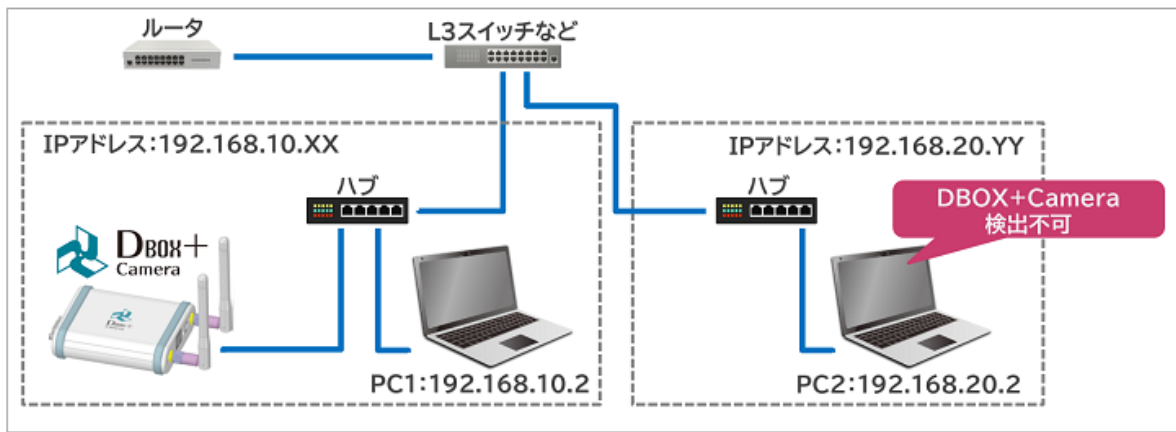 ルータ
L3スイッチなど
IPアドレス:192.168.10.XX
IPアドレス:192.168.20.YY
ハブ
ハブ
DBOX+Camera
検出不可
DBOX+
Camera
DBOX+
PC1:192.168.10.2
PC2:192.168.20.2